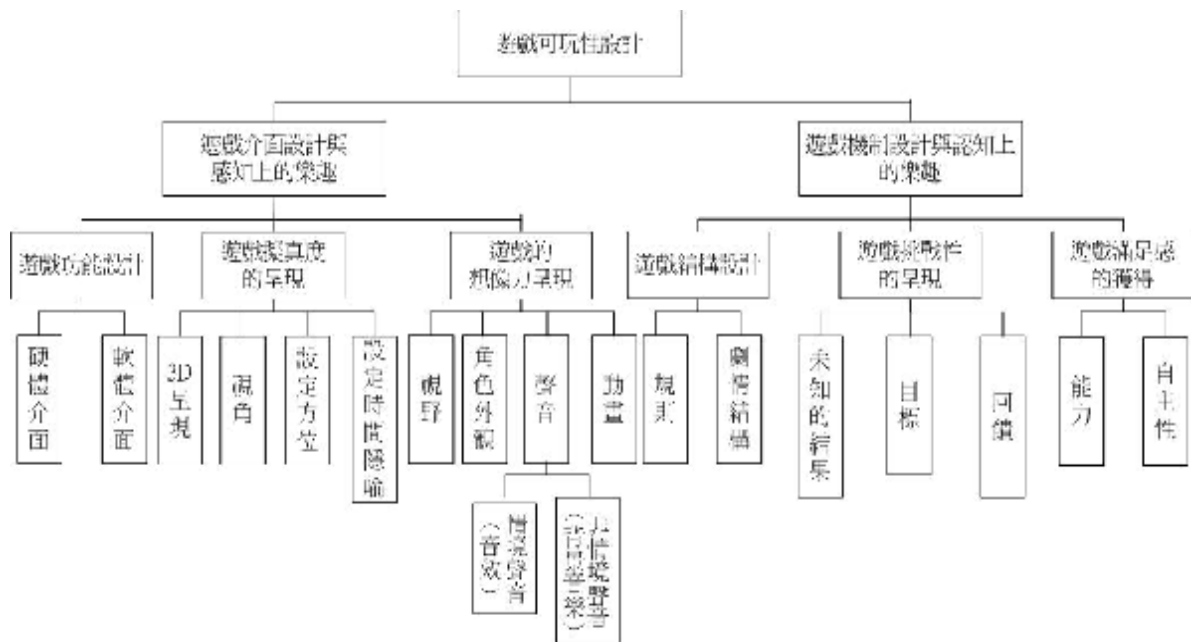 遊戲可玩性設計
遊戲介面設計與
感知上的樂趣
遊戲機制設計與認知上
的樂趣
遊戲功能設計
遊戲擬真度
的呈現
遊戲的
想像力呈現
遊戲結構設計
遊戲挑戰性
的呈現
遊戲滿足感
的獲得
硬體介面
軟體介面
3D呈現
視角
設定方位
設定時間隱喻
視野
角色外觀
聲音
動畫
規則
劇情結構
未知的結果
目標
回饋
能力
自主性
情境聲音
（音效）
非情境聲音